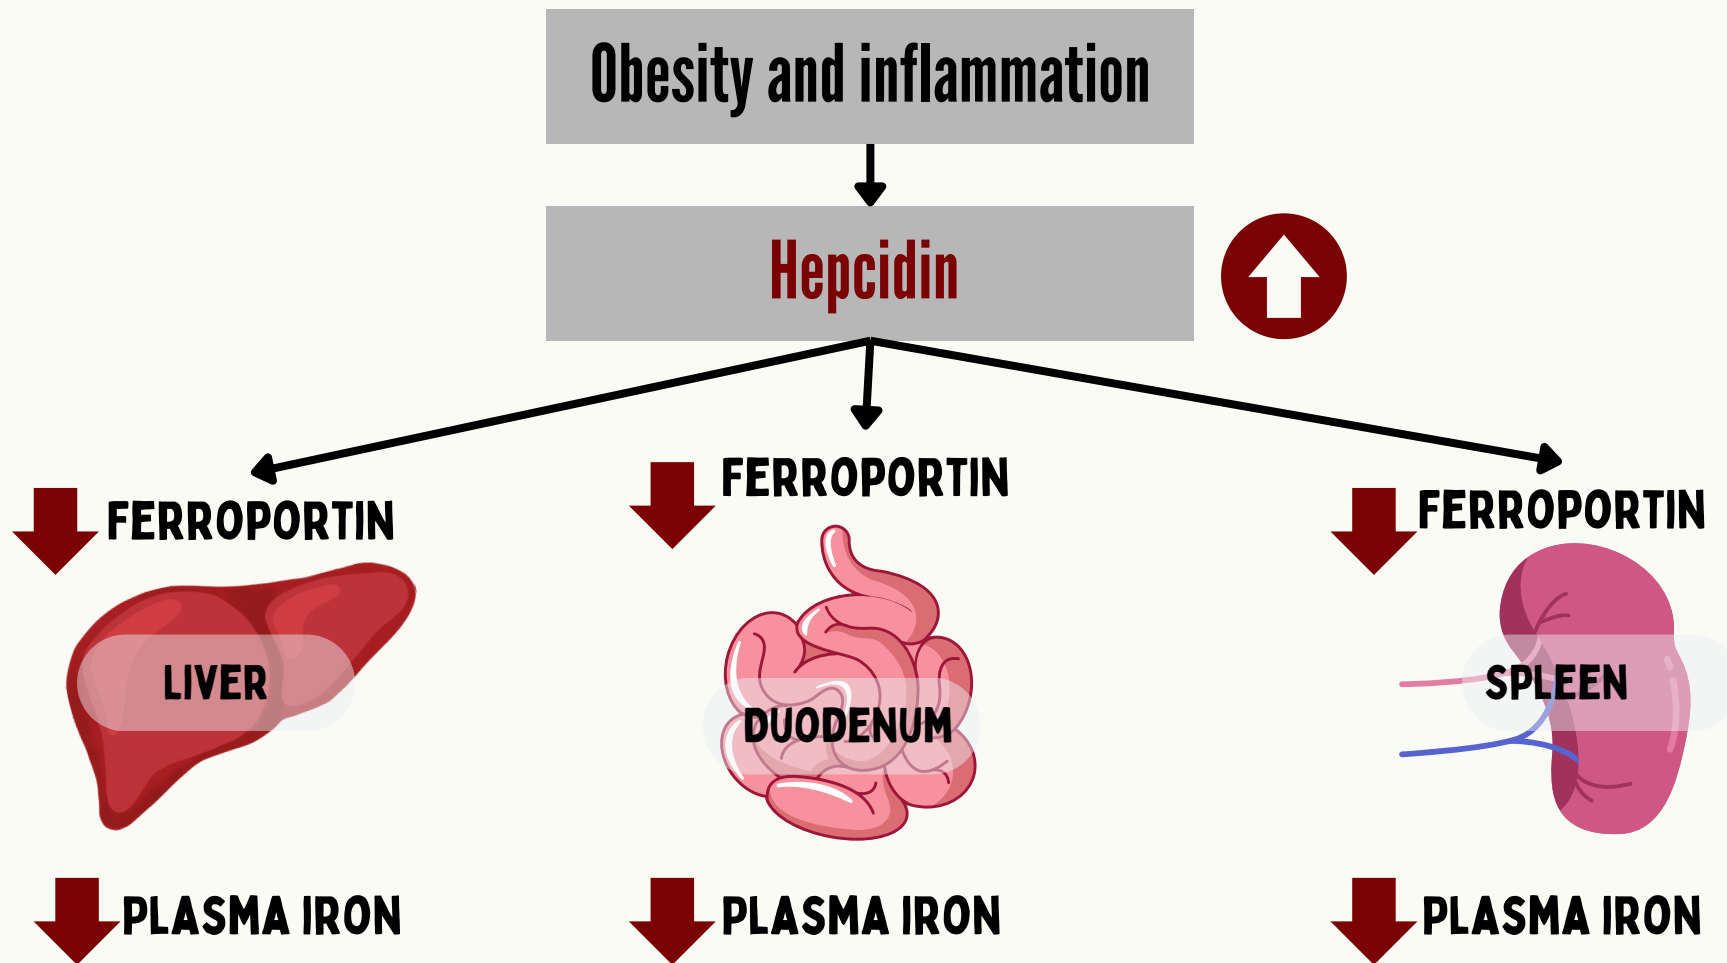 Obesity and inflammation
Hepcidin
FERROPORTIN
FERROPORTIN
FERROPORTIN
LIVER
DUODENUM
SPLEEN
PLASMA IRON
PLASMA IRON
PLASMA IRON